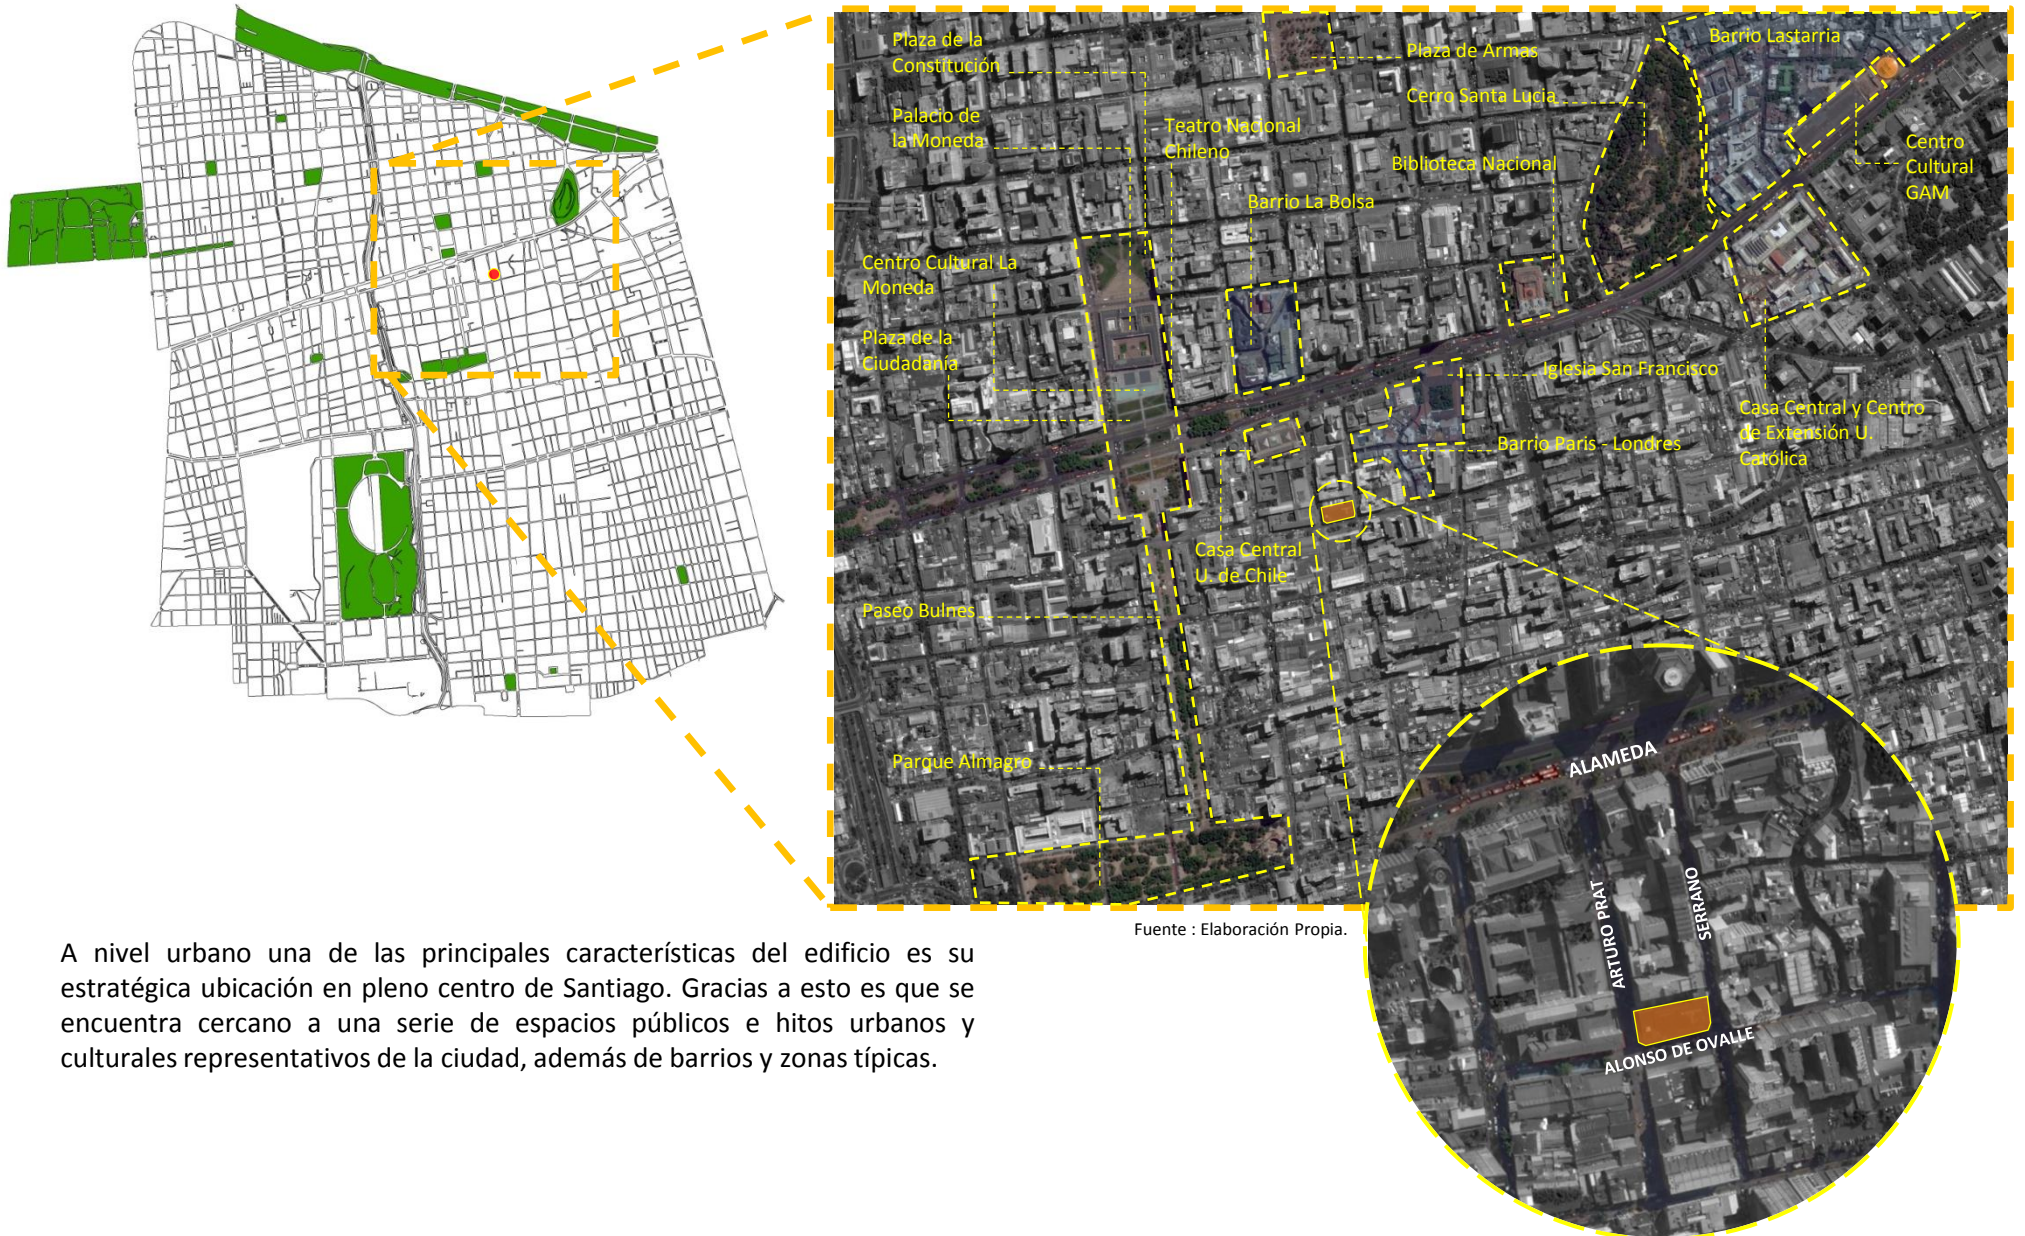 Plaza de la
Constitución
Palacio de
la Moneda
Centro Cultural La
Moneda
Plaza de la
Ciudadanía
Paseo Bulnes
Parque Almagro
Teatro Nacional
Chileno
Barrio La Bolsa
Plaza de Armas
Cerro Santa Lucia
Biblioteca Nacional
Barrio Lastarria
Centro
Cultural
GAM
Iglesia San Francisco
Casa Central y Centro
de Extensión U.
Católica
Barrio Paris - Londres
Casa Central
U. de Chile
ALAMEDA
ARTURO PRAT
SERRANO
ALONSO DE OVALLE
Fuente : Elaboración Propia.
A nivel urbano una de las principales características del edificio es su
estratégica ubicación en pleno centro de Santiago. Gracias a esto es que se
encuentra cercano a una serie de espacios públicos e hitos urbanos y
culturales representativos de la ciudad, además de barrios y zonas típicas.